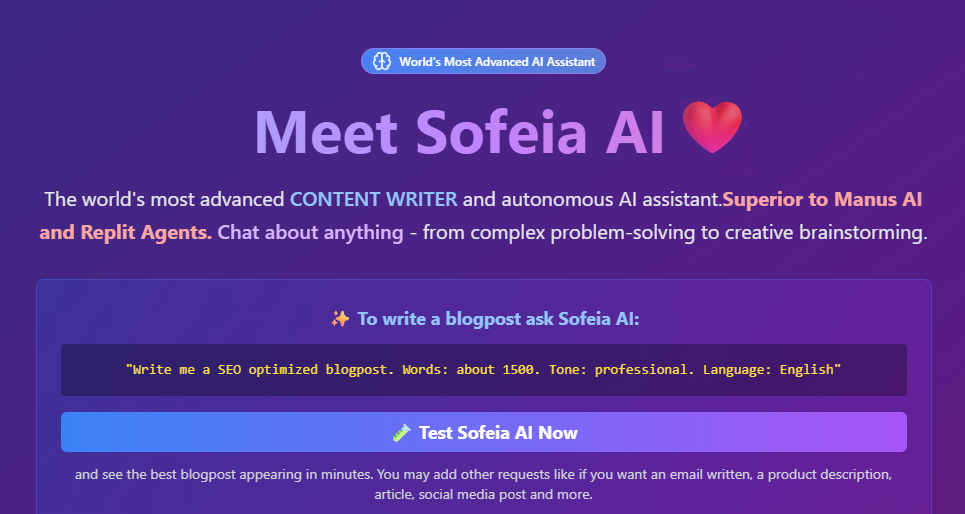 World's Most Advanced AI Assistant
Meet Sofeia AI
The world's most advanced CONTENT WRITER and autonomous AI assistant.Superior to Manus AI
and Replit Agents. Chat about anything - from complex problem-solving to creative brainstorming.
To write a blogpost ask Sofeia AI:
"Write me a SEO optimized blogpost. Words: about 1500. Tone: professional. Language: English"
Test Sofeia AI Now
and see the best blogpost appearing in minutes. You may add other requests like if you want an email written, a product description,
article, social media post and more.